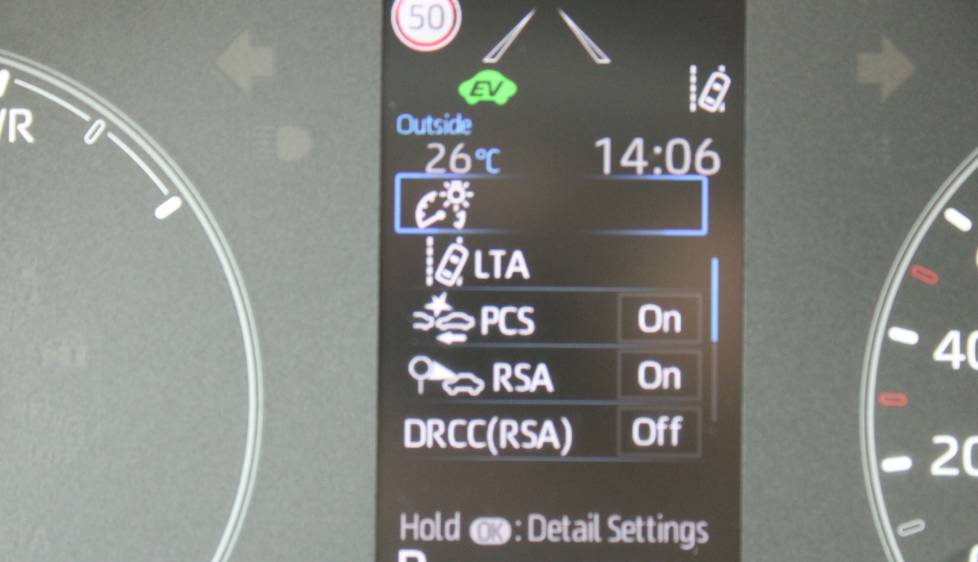 50
EV
Outside
26°C 14:06
LTA
PCS On
RSA On
DRCC(RSA) Off
Hold OK : Detail Settings
40
20